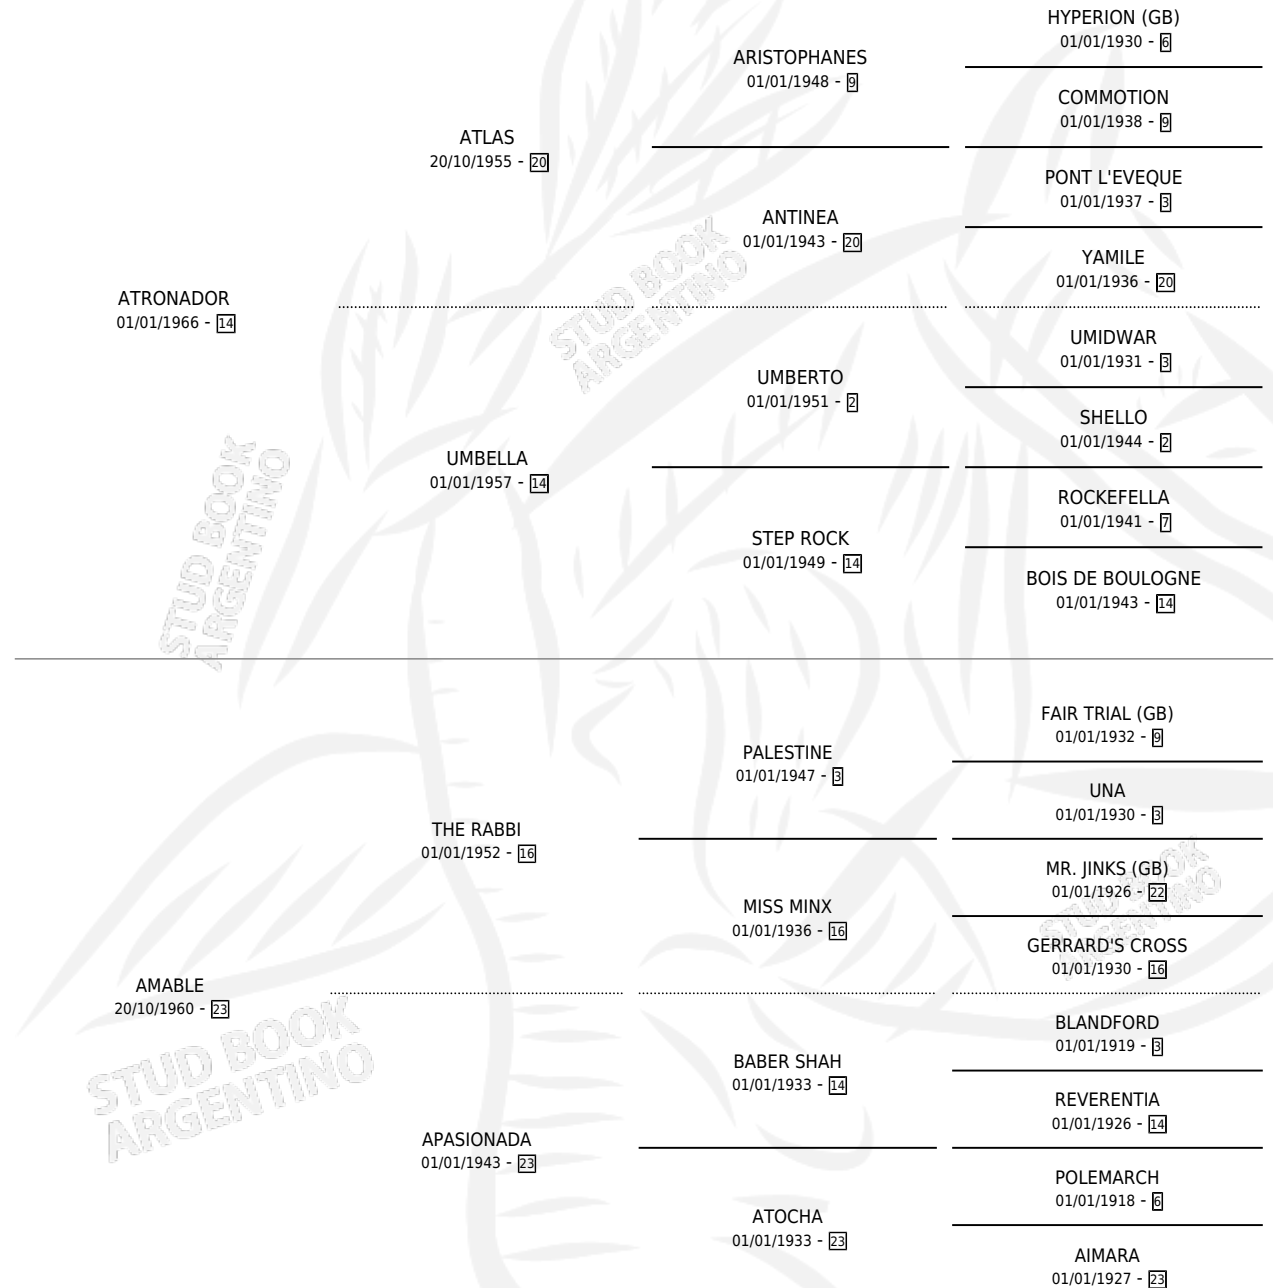 HYPERION (GB)
01/01/1930 - 6
ARISTOPHANES
01/01/1948 - 9
COMMOTION
01/01/1938 - 9
ATLAS
20/10/1955 - 20
PONT L'EVEQUE
01/01/1937 - 3
ANTINEA
01/01/1943 - 20
YAMILE
01/01/1936 - 20
ATRONADOR
01/01/1966 - 14
UMIDWAR
01/01/1931 - 3
UMBERTO
01/01/1951 - 2
SHELLO
01/01/1944 - 2
UMBELLA
01/01/1957 - 14
ROCKEFELLA
01/01/1941 - 7
STEP ROCK
01/01/1949 - 14
BOIS DE BOULOGNE
01/01/1943 - 14
FAIR TRIAL (GB)
01/01/1932 - 9
PALESTINE
01/01/1947 - 3
UNA
01/01/1930 - 3
THE RABBI
01/01/1952 - 16
MR. JINKS (GB)
01/01/1926 - 22
MISS MINX
01/01/1936 - 16
GERRARD'S CROSS
01/01/1930 - 16
AMABLE
20/10/1960 - 23
BLANDFORD
01/01/1919 - 3
BABER SHAH
01/01/1933 - 14
REVERENTIA
01/01/1926 - 14
APASIONADA
01/01/1943 - 23
POLEMARCH
01/01/1918 - 6
ATOCHA
01/01/1933 - 23
AIMARA
01/01/1927 - 23
STUD BOOK
ARGENTINO
STUD BOOK
ARGENTINO
STUD BOOK
ARGENTINO
STUD BOOK
ARGENTINO